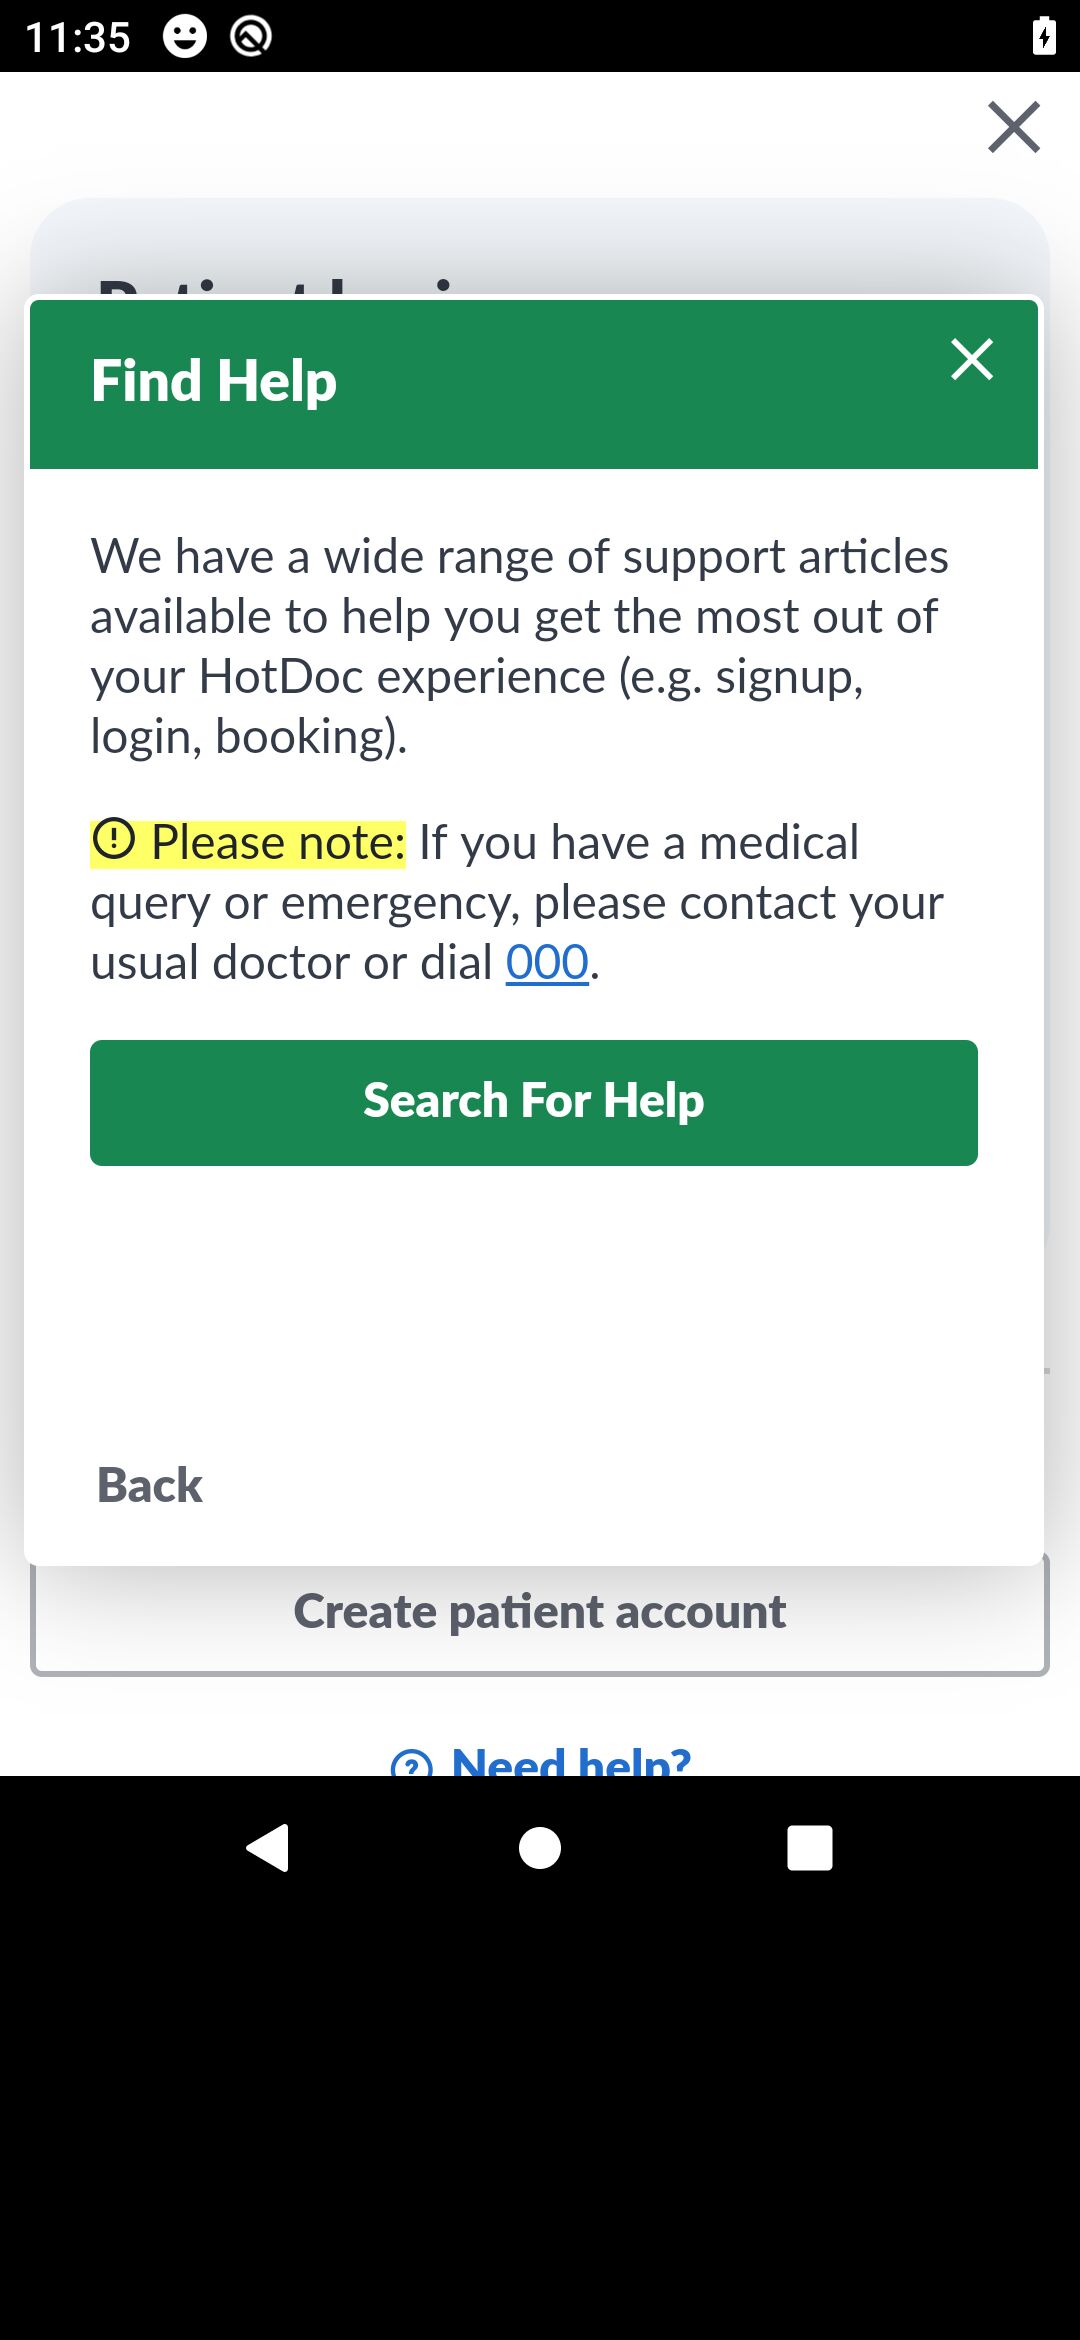 11:35
Find Help
We have a wide range of support articles
available to help you get the most out of
your HotDoc experience (e.g. signup,
login, booking).
Please note: If you have a medical
query or emergency, please contact your
usual doctor or dial 000.
Search For Help
Back
Create patient account
Need help?